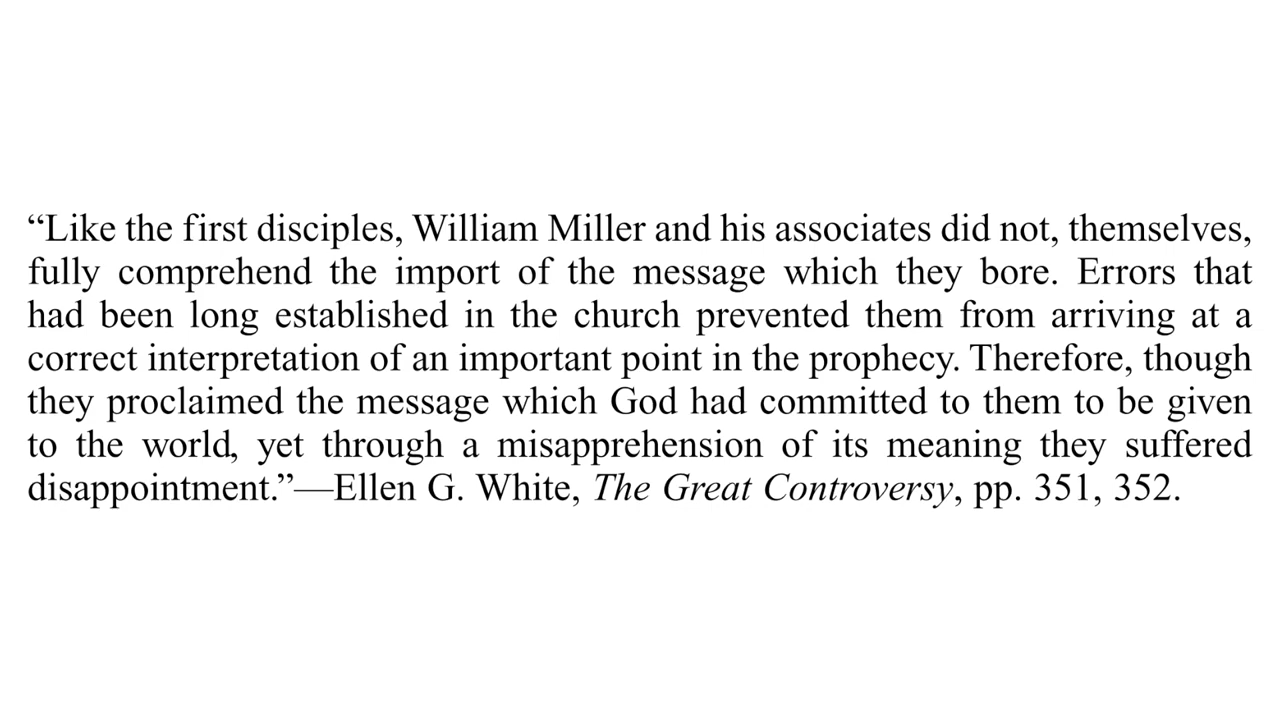 “Like the first disciples, William Miller and his associates did not, themselves,
fully comprehend the import of the message which they bore. Errors that
had been long established in the church prevented them from arriving at a
correct interpretation of an important point in the prophecy. Therefore, though
they proclaimed the message which God had committed to them to be given
to the world, yet through a misapprehension of its meaning they suffered
disappointment.”—Ellen G. White, The Great Controversy, pp. 351, 352.